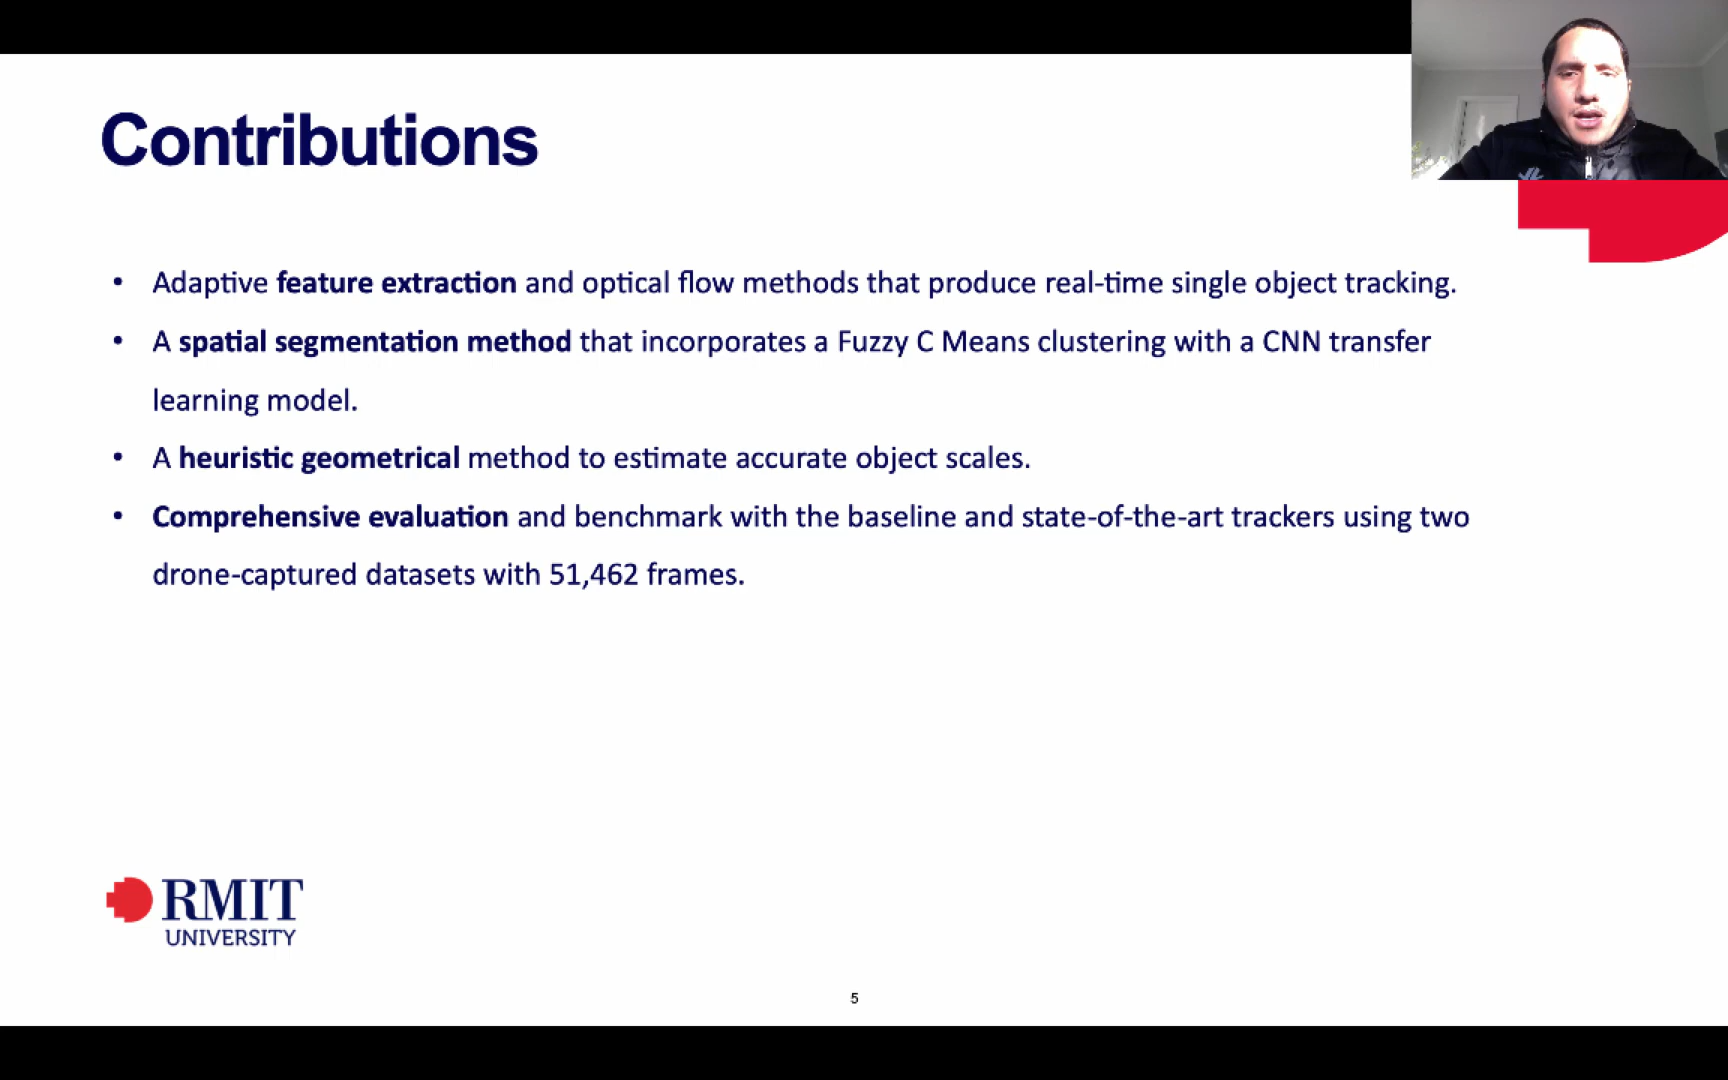 Contributions
• Adaptive feature extraction and optical flow methods that produce real-time single object tracking.
• A spatial segmentation method that incorporates a Fuzzy C Means clustering with a CNN transfer
learning model.
• A heuristic geometrical method to estimate accurate object scales.
• Comprehensive evaluation and benchmark with the baseline and state-of-the-art trackers using two
drone-captured datasets with 51,462 frames.
RMIT
UNIVERSITY
5